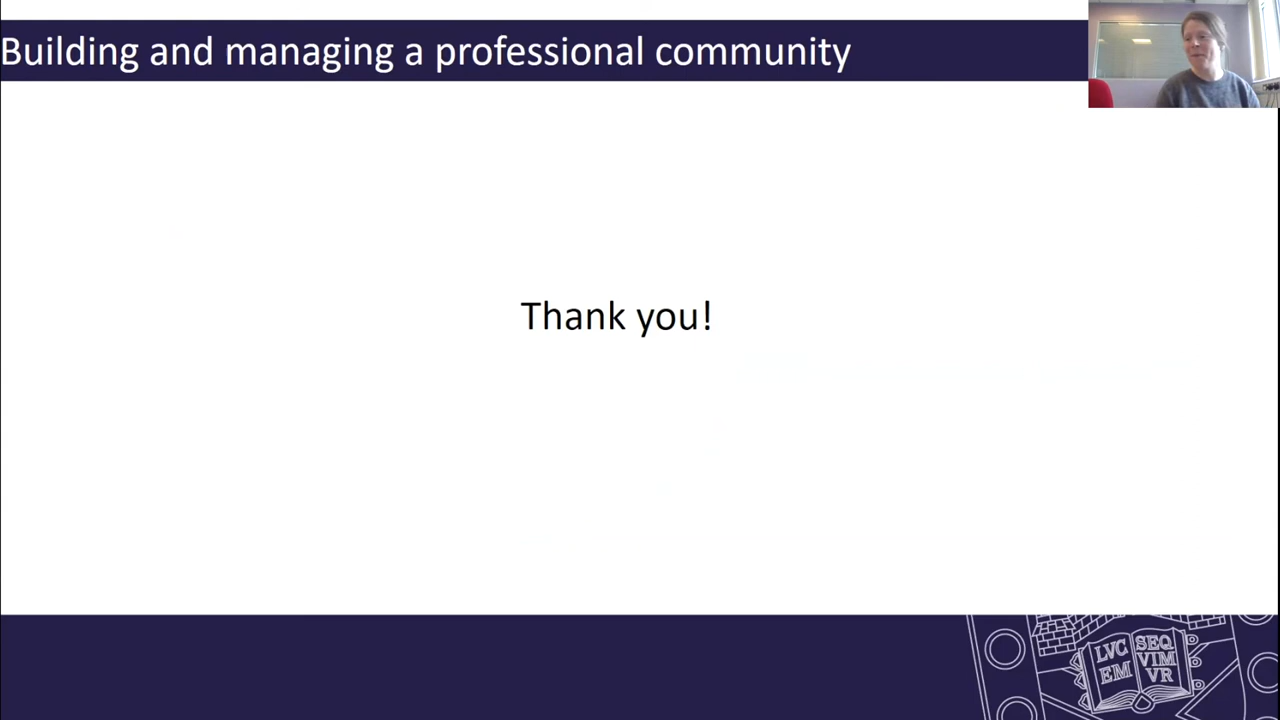 Building and managing a professional community
Thank you!
LVC
EM
SEQ
VIM
VR